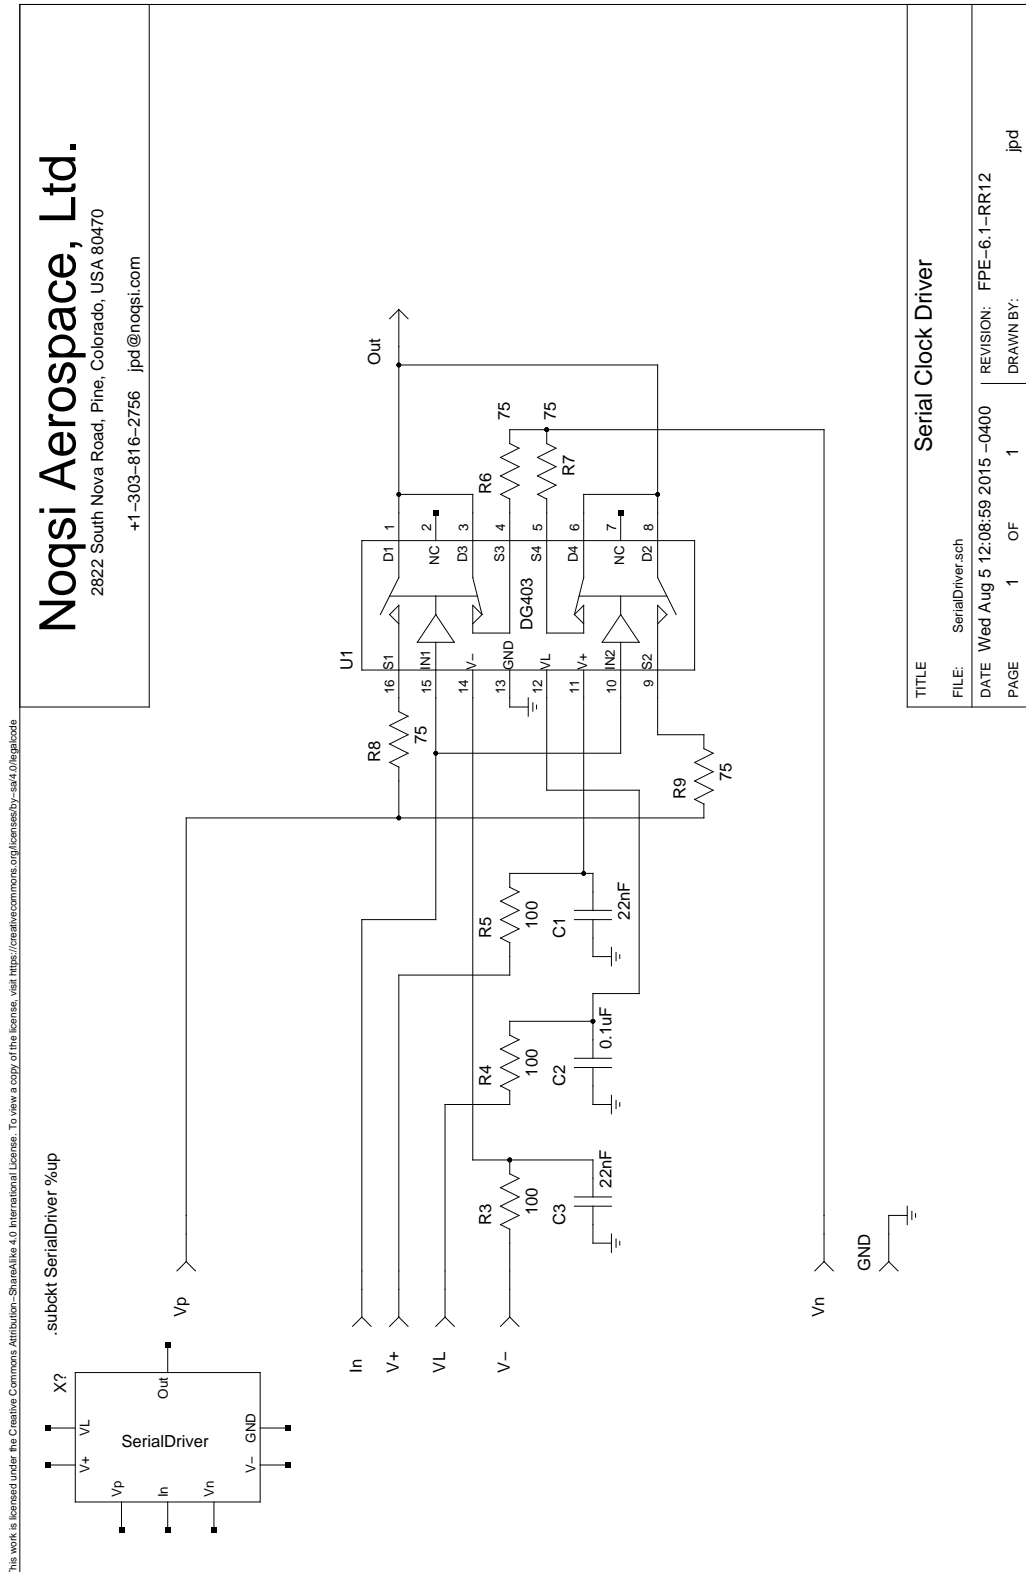 This work is licensed under the Creative Commons Attribution−ShareAlike 4.0 International License. To view a copy of the license, visit https://creativecommons.org/licenses/by−sa/4.0/legalcode
Noqsi Aerospace, Ltd.
2822 South Nova Road, Pine, Colorado, USA 80470
+1−303−816−2756 jpd@noqsi.com
.subckt SerialDriver %up
X?
V+
VL
Vp
In
Vn
SerialDriver
Out
V−
GND
Vp
In
V+
VL
V−
Vn
GND
R3
100
C3
22nF
R4
100
C2
0.1uF
R5
100
C1
22nF
R8
75
R9
75
U1
16
S1
D1
1
15
IN1
NC
2
14
V−
D3
3
13
GND
S3
4
DG403
12
VL
S4
5
11
V+
D4
6
10
IN2
NC
7
9
S2
D2
8
R6
75
R7
75
Out
TITLE
Serial Clock Driver
FILE: SerialDriver.sch
DATE Wed Aug 5 12:08:59 2015 −0400
REVISION: FPE−6.1−RR12
PAGE 1 OF 1
DRAWN BY: jpd